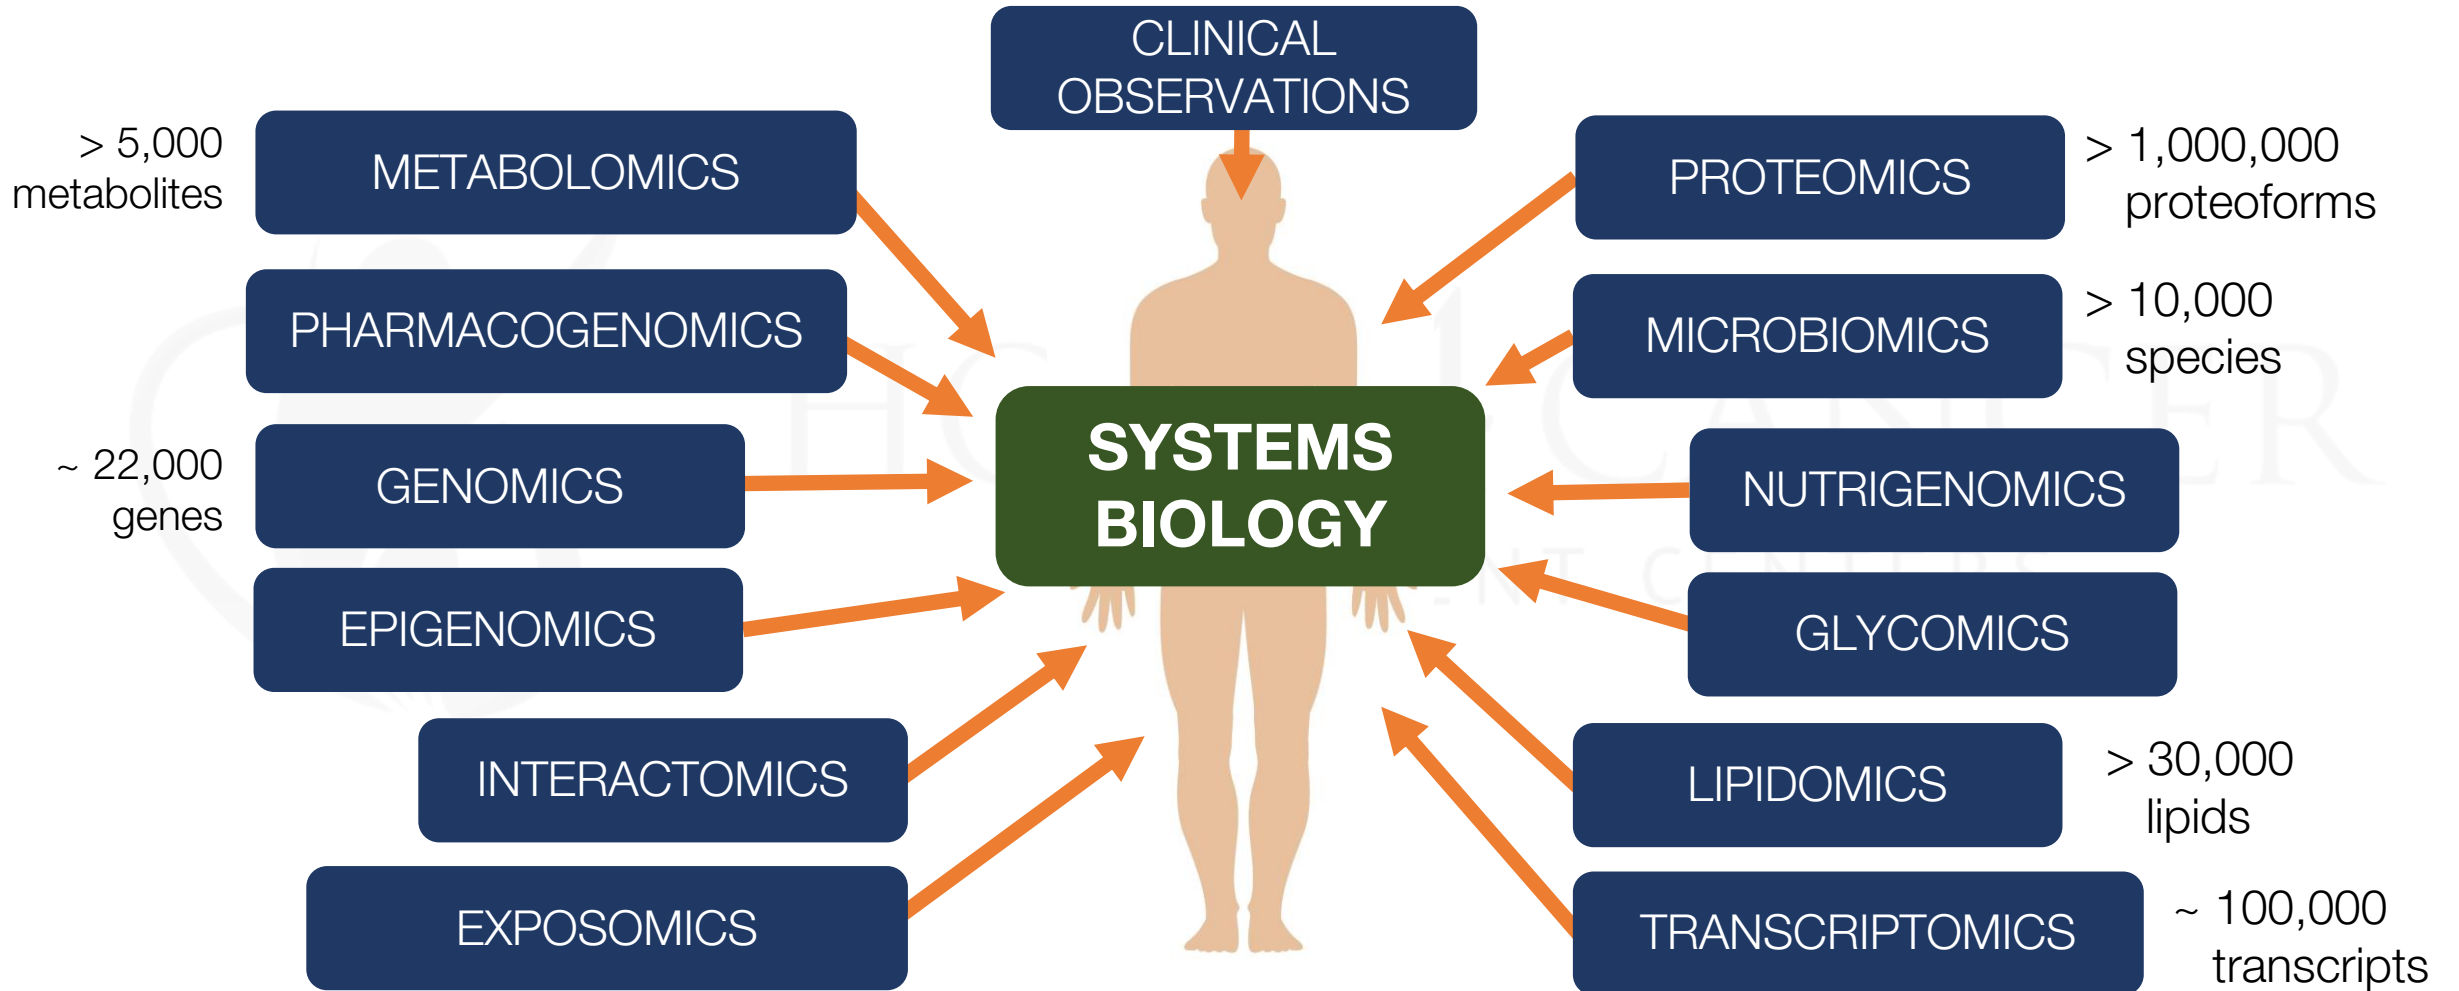 CLINICAL
OBSERVATIONS
> 5,000
metabolites
METABOLOMICS
PHARMACOGENOMICS
~ 22,000
genes
GENOMICS
EPIGENOMICS
INTERACTOMICS
EXPOSOMICS
SYSTEMS
BIOLOGY
PROTEOMICS
> 1,000,000
proteoforms
MICROBIOMICS
> 10,000
species
NUTRIGENOMICS
GLYCOMICS
LIPIDOMICS
> 30,000
lipids
TRANSCRIPTOMICS
~ 100,000
transcripts